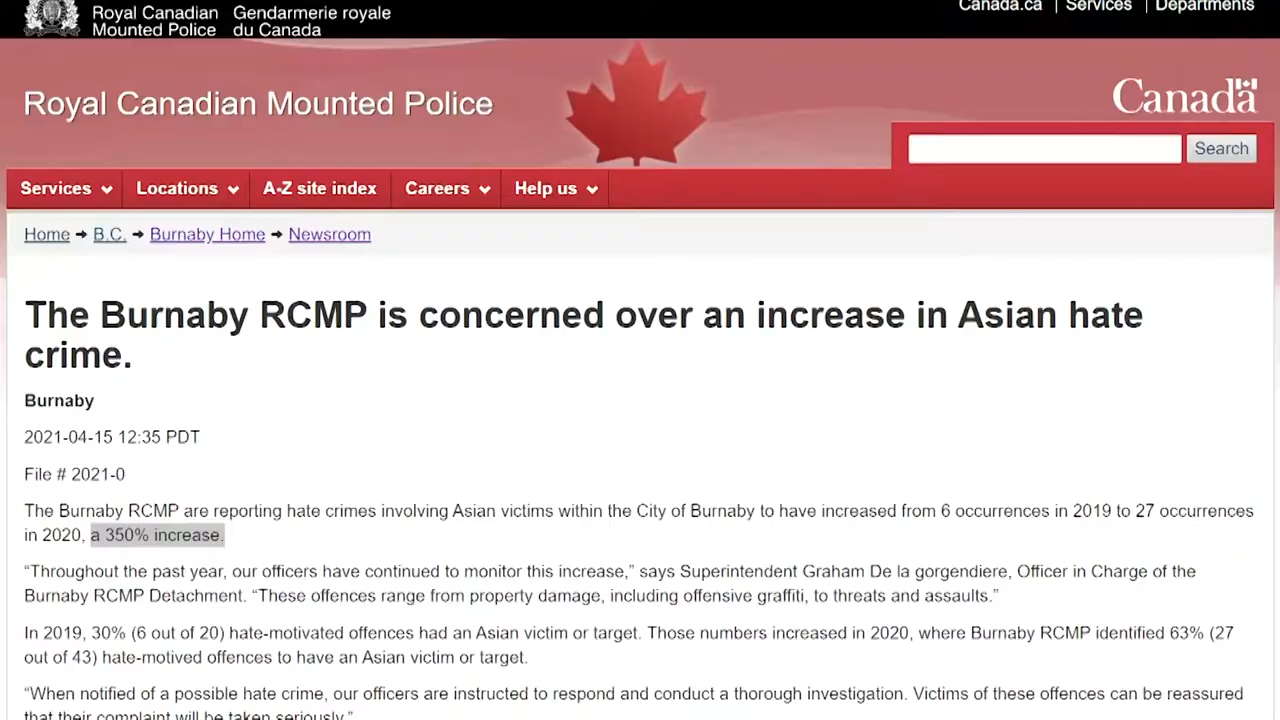 Royal Canadian Gendarmerie royale
Mounted Police du Canada
Canada.ca | Services | Departments
Royal Canadian Mounted Police
Canada
Search
Services Locations A-Z site index Careers Help us
Home ➜ B.C. ➜ Burnaby Home ➜ Newsroom
The Burnaby RCMP is concerned over an increase in Asian hate
crime.
Burnaby
2021-04-15 12:35 PDT
File # 2021-0
The Burnaby RCMP are reporting hate crimes involving Asian victims within the City of Burnaby to have increased from 6 occurrences in 2019 to 27 occurrences
in 2020, a 350% increase.
“Throughout the past year, our officers have continued to monitor this increase,” says Superintendent Graham De la gorgendiere, Officer in Charge of the
Burnaby RCMP Detachment. “These offences range from property damage, including offensive graffiti, to threats and assaults.”
In 2019, 30% (6 out of 20) hate-motivated offences had an Asian victim or target. Those numbers increased in 2020, where Burnaby RCMP identified 63% (27
out of 43) hate-motived offences to have an Asian victim or target.
“When notified of a possible hate crime, our officers are instructed to respond and conduct a thorough investigation. Victims of these offences can be reassured
that their complaint will be taken seriously.”